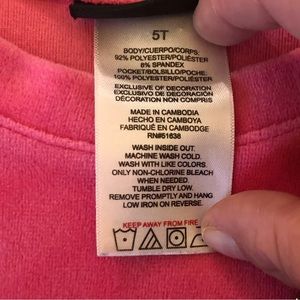 5T
BODY/CUERPO/CORPS:
92% POLYESTER/POLIÉSTER
8% SPANDEX
POCKET/BOLSILLO/POCHE:
100% POLYESTER/POLIÉSTER
EXCLUSIVE OF DECORATION
EXCLUSIVO DE DECORACIÓN
DÉCORATION NON COMPRIS
MADE IN CAMBODIA
HECHO EN CAMBOYA
FABRIQUÉ EN CAMBODGE
RN#51638
WASH INSIDE OUT.
MACHINE WASH COLD.
WASH WITH LIKE COLORS.
ONLY NON-CHLORINE BLEACH
WHEN NEEDED.
TUMBLE DRY LOW.
REMOVE PROMPTLY AND HANG
LOW IRON ON REVERSE.
KEEP AWAY FROM FIRE